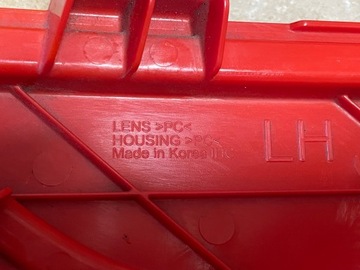 LENS >PC<
HOUSING >PC
Made in Korea
LH